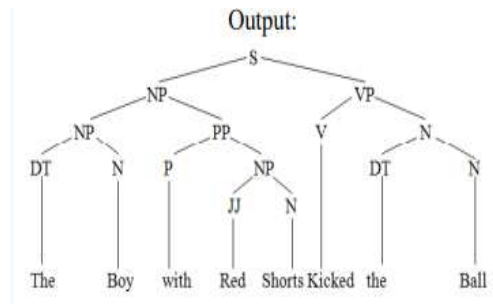 Output:
S
NP VP
NP PP V N
DT N P NP DT N
JJ N
The Boy with Red Shorts Kicked the Ball